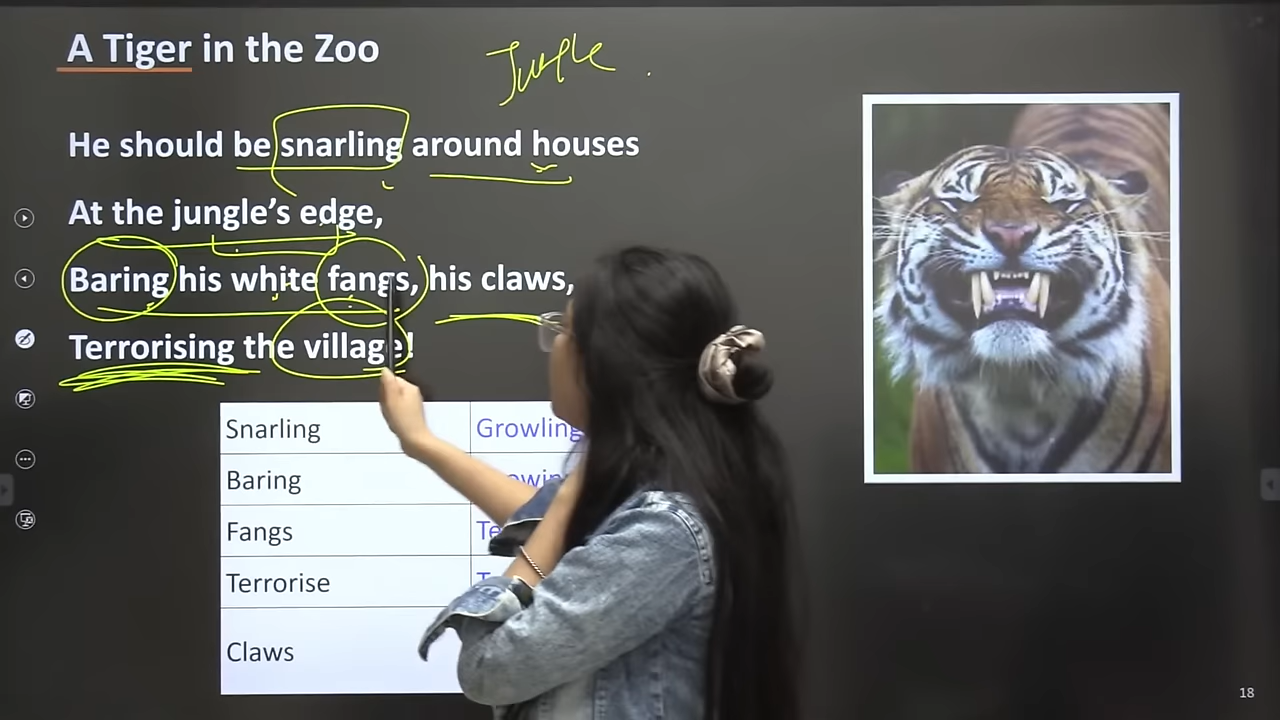 A Tiger in the Zoo
Jungle
He should be snarling around houses
At the jungle's edge,
Baring his white fangs, his claws,
Terrorising the village!
Snarling Growling
Baring
Fangs
Terrorise
Claws
18